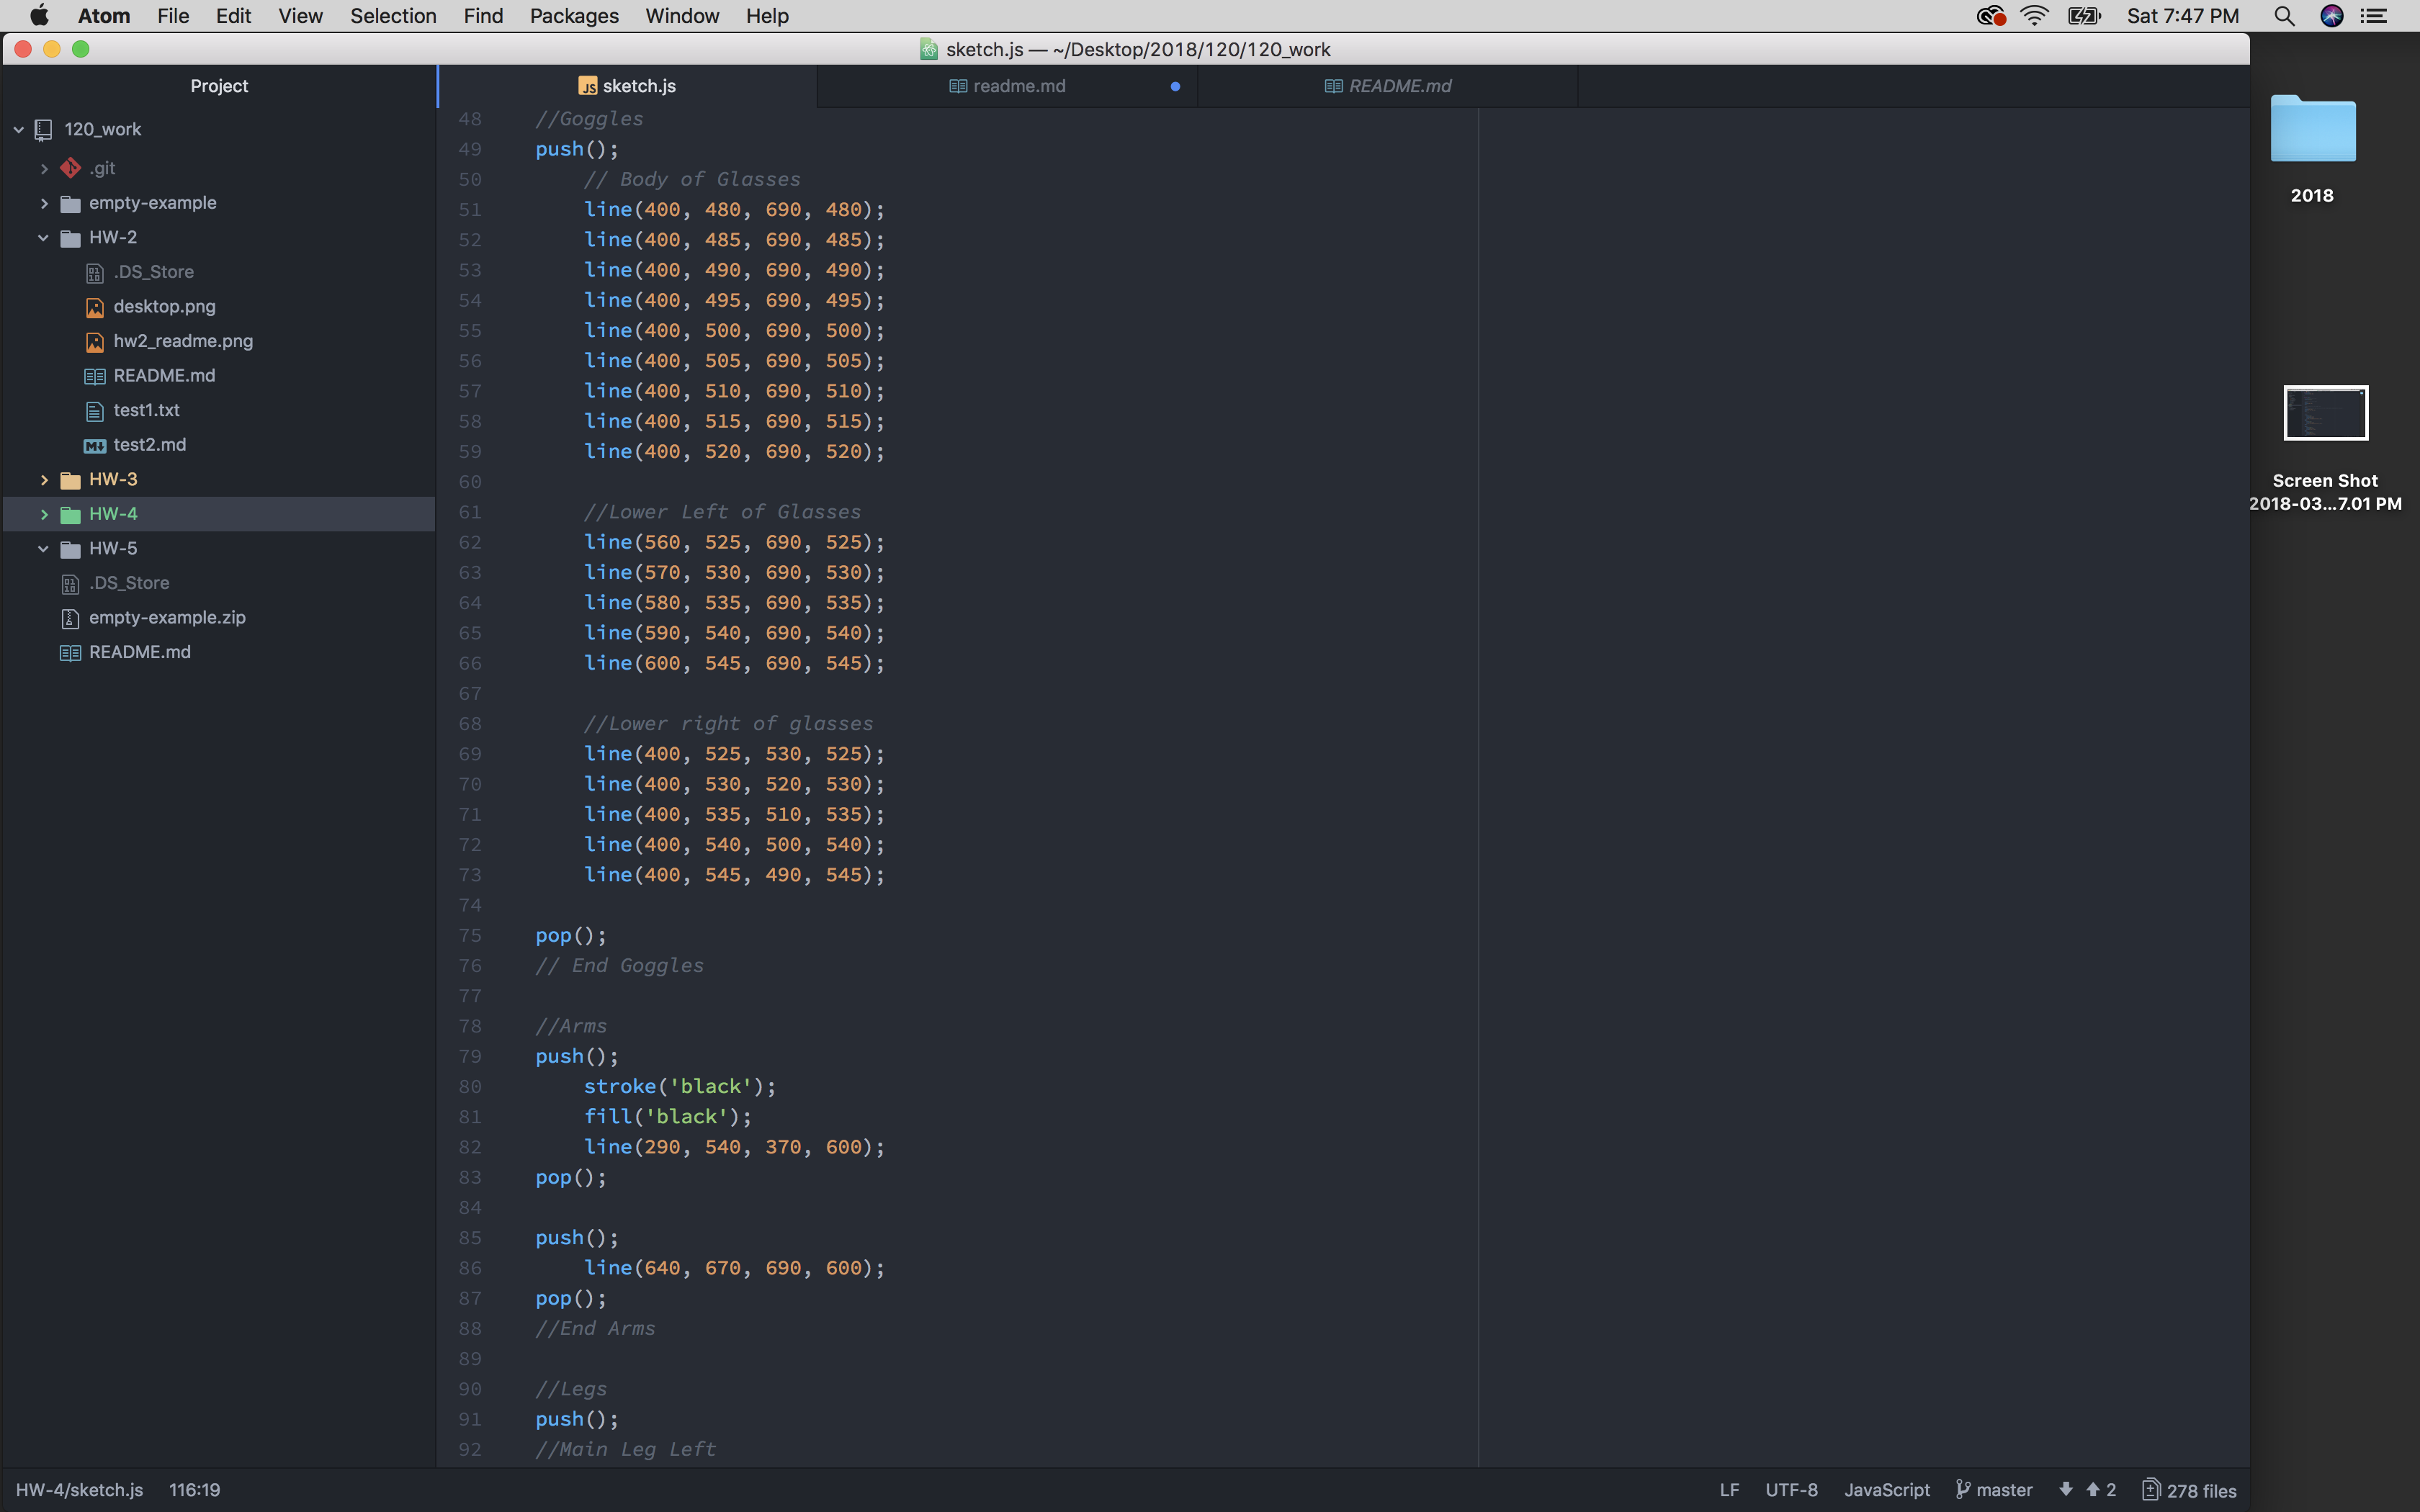 Atom File Edit View Selection Find Packages Window Help Sat 7:47 PM
sketch.js — ~/Desktop/2018/120/120_work
Project
JS sketch.js
readme.md
README.md
120_work
.git
empty-example
HW-2
.DS_Store
desktop.png
hw2_readme.png
README.md
test1.txt
M↓ test2.md
HW-3
HW-4
HW-5
.DS_Store
empty-example.zip
README.md
48 //Goggles
49 push();
50 // Body of Glasses
51 line(400, 480, 690, 480);
52 line(400, 485, 690, 485);
53 line(400, 490, 690, 490);
54 line(400, 495, 690, 495);
55 line(400, 500, 690, 500);
56 line(400, 505, 690, 505);
57 line(400, 510, 690, 510);
58 line(400, 515, 690, 515);
59 line(400, 520, 690, 520);
60
61 //Lower Left of Glasses
62 line(560, 525, 690, 525);
63 line(570, 530, 690, 530);
64 line(580, 535, 690, 535);
65 line(590, 540, 690, 540);
66 line(600, 545, 690, 545);
67
68 //Lower right of glasses
69 line(400, 525, 530, 525);
70 line(400, 530, 520, 530);
71 line(400, 535, 510, 535);
72 line(400, 540, 500, 540);
73 line(400, 545, 490, 545);
74
75 pop();
76 // End Goggles
77
78 //Arms
79 push();
80 stroke('black');
81 fill('black');
82 line(290, 540, 370, 600);
83 pop();
84
85 push();
86 line(640, 670, 690, 600);
87 pop();
88 //End Arms
89
90 //Legs
91 push();
92 //Main Leg Left
HW-4/sketch.js 116:19 LF UTF-8 JavaScript master 2 278 files
2018
Screen Shot
2018-03...7.01 PM